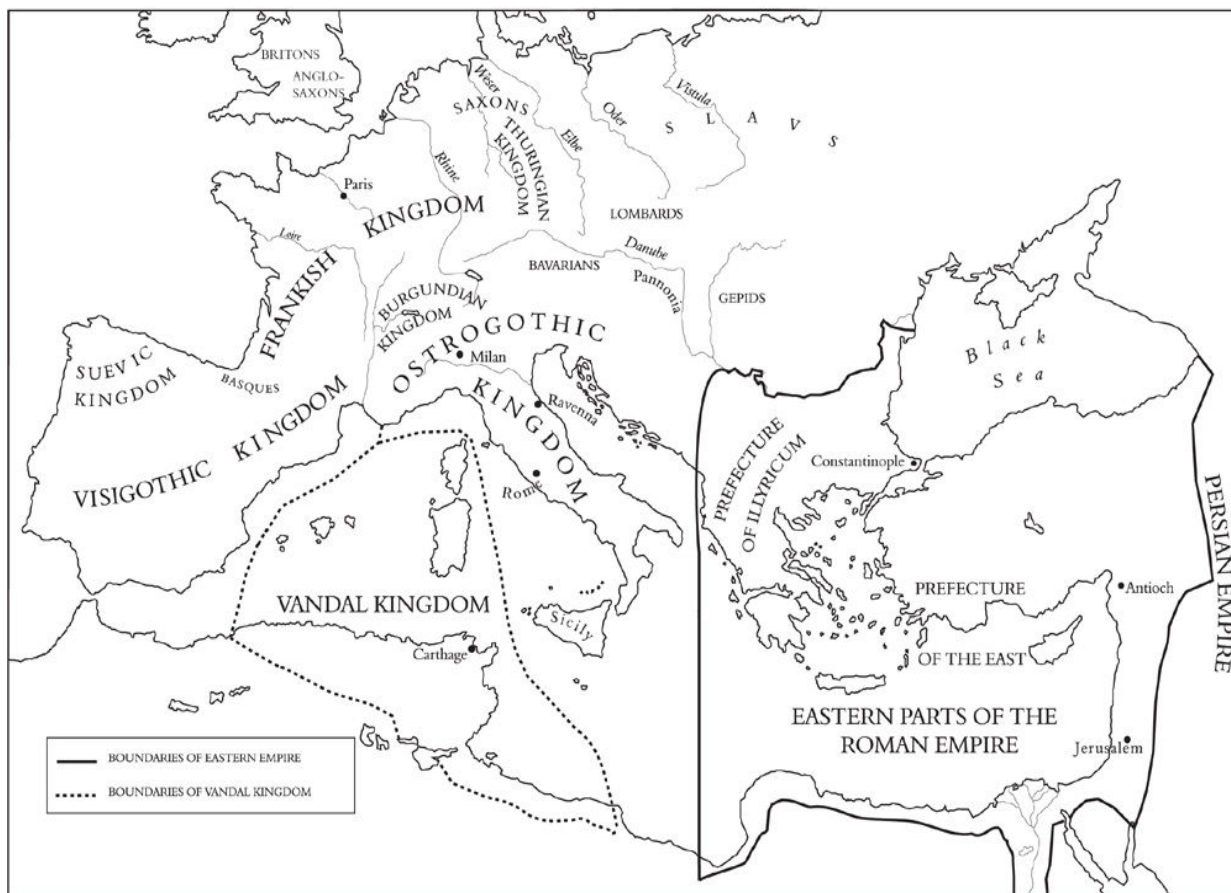 BRITONS
ANGLO-
SAXONS
Weser
SAXONS
THURINGIAN
KINGDOM
Elbe
Oder
Vistula
SLAVS
Rhine
Paris
FRANKISH KINGDOM
Loire
LOMBARDS
Danube
BAVARIANS
Pannonia
GEPIDS
BURGUNDIAN
KINGDOM
OSTROGOTHIC
KINGDOM
Milan
Ravenna
Rome
SUEVIC
KINGDOM
BASQUES
VISIGOTHIC KINGDOM
Black
Sea
PREFECTURE
OF ILLYRICUM
Constantinople
PERSIAN EMPIRE
VANDAL KINGDOM
Sicily
Carthage
PREFECTURE
OF THE EAST
Antioch
EASTERN PARTS OF THE
ROMAN EMPIRE
Jerusalem
BOUNDARIES OF EASTERN EMPIRE
BOUNDARIES OF VANDAL KINGDOM